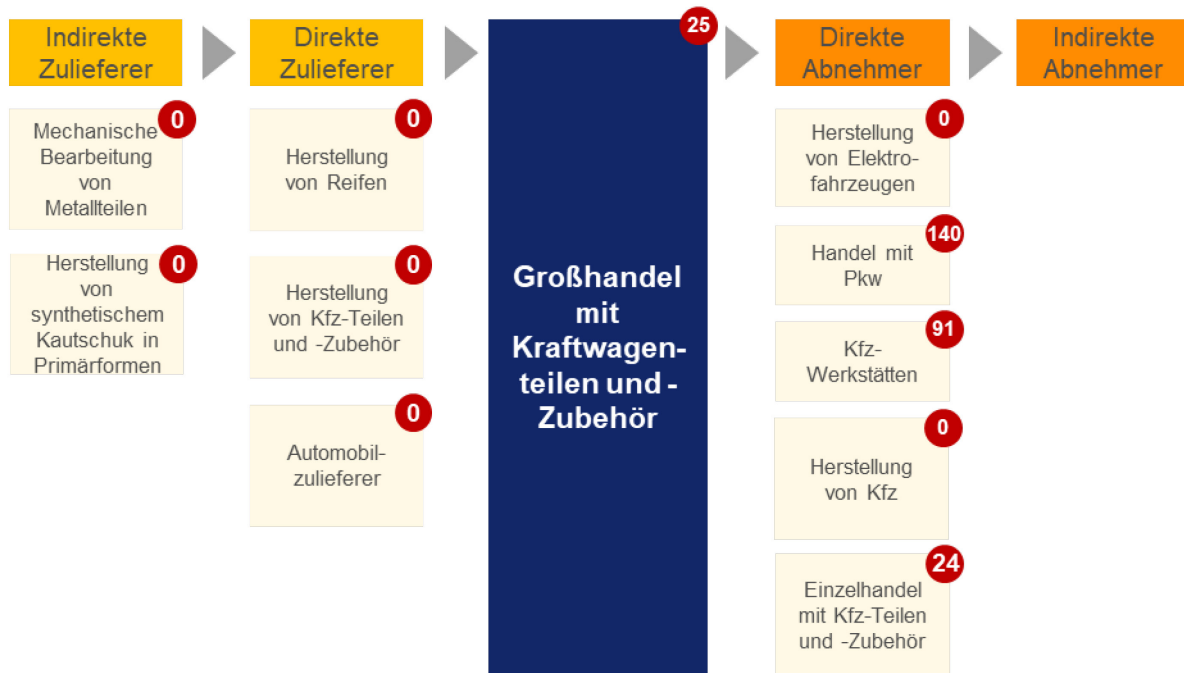 25
Indirekte
Zulieferer
Direkte
Zulieferer
Direkte
Abnehmer
Indirekte
Abnehmer
0
Mechanische
Bearbeitung
von
Metallteilen
0
Herstellung
von
synthetischem
Kautschuk in
Primärformen
0
Herstellung
von Reifen
0
Herstellung
von Kfz-Teilen
und -Zubehör
0
Automobil-
zulieferer
Großhandel
mit
Kraftwagen-
teilen und -
Zubehör
0
Herstellung
von Elektro-
fahrzeugen
140
Handel mit
Pkw
91
Kfz-
Werkstätten
0
Herstellung
von Kfz
24
Einzelhandel
mit Kfz-Teilen
und -Zubehör